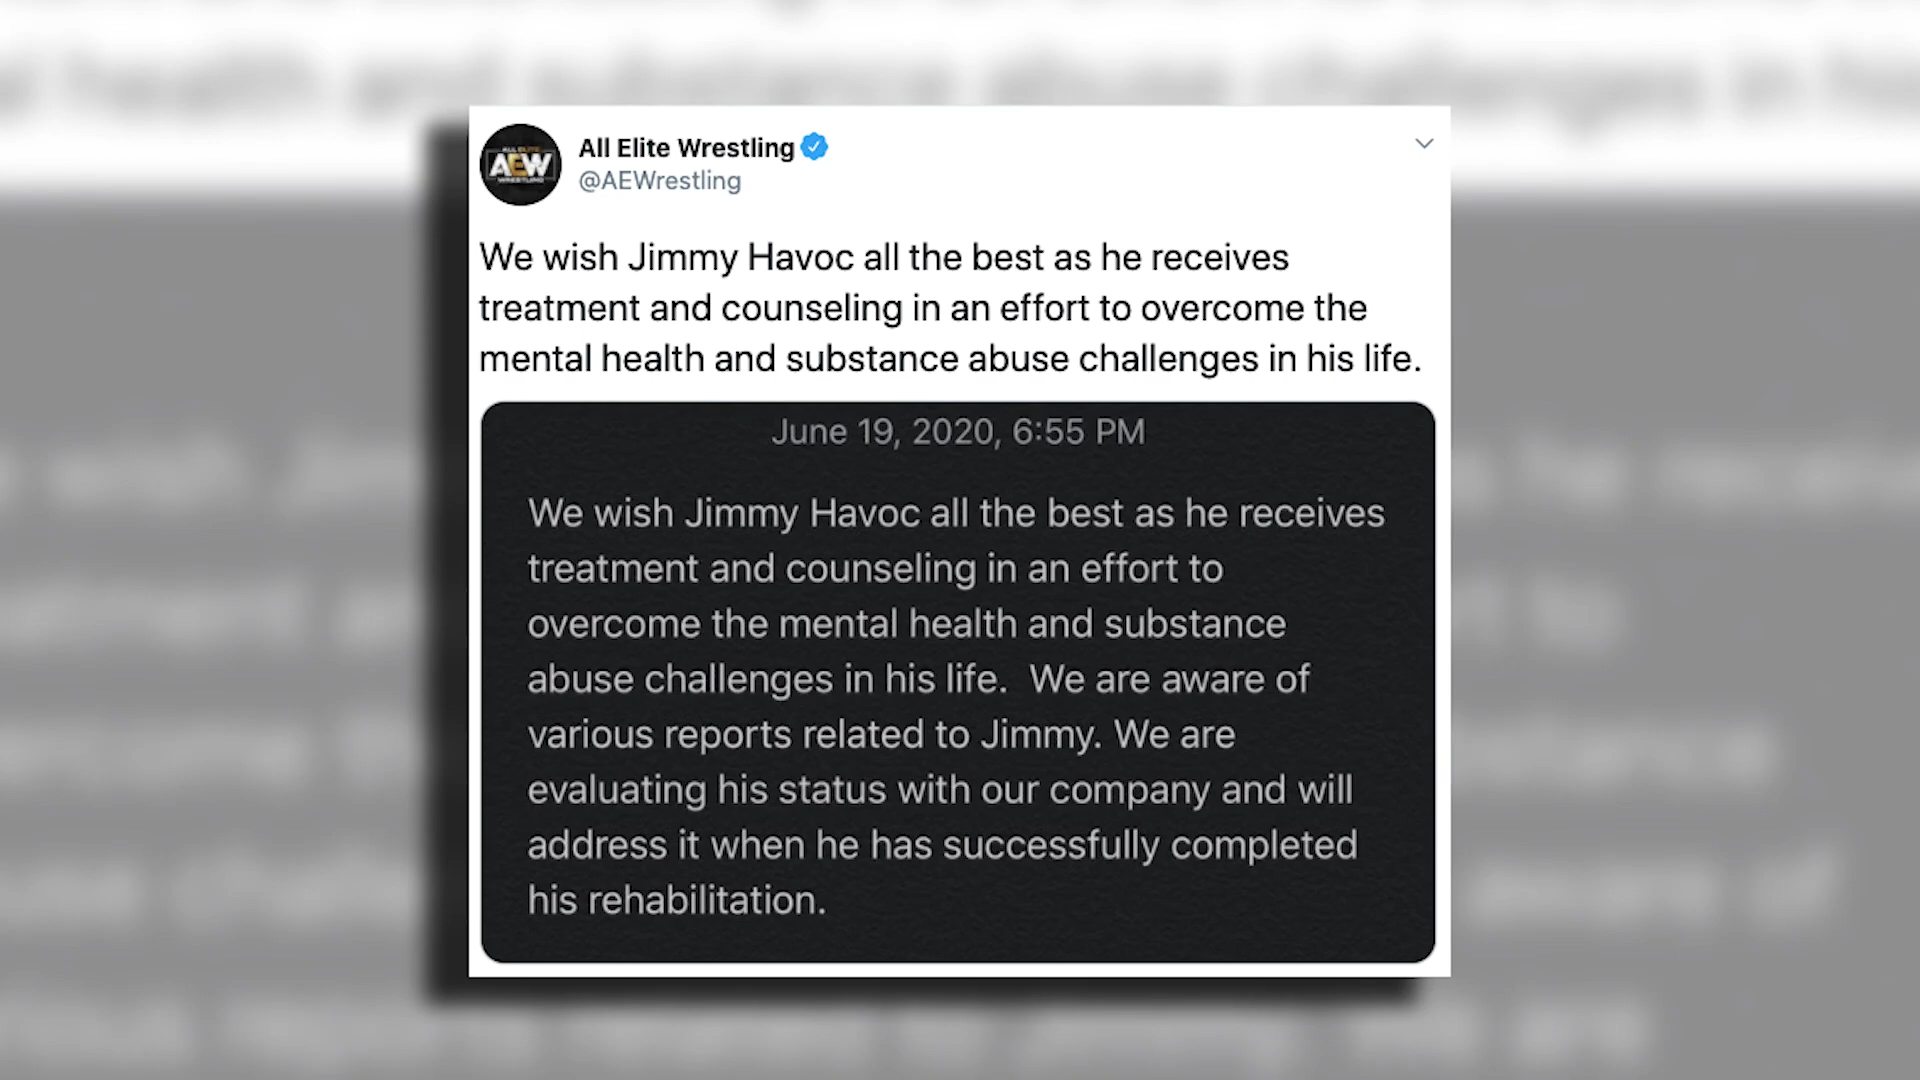 All Elite Wrestling
@AEWrestling
AEW
We wish Jimmy Havoc all the best as he receives
treatment and counseling in an effort to overcome the
mental health and substance abuse challenges in his life.
June 19, 2020, 6:55 PM
We wish Jimmy Havoc all the best as he receives
treatment and counseling in an effort to
overcome the mental health and substance
abuse challenges in his life.  We are aware of
various reports related to Jimmy. We are
evaluating his status with our company and will
address it when he has successfully completed
his rehabilitation.